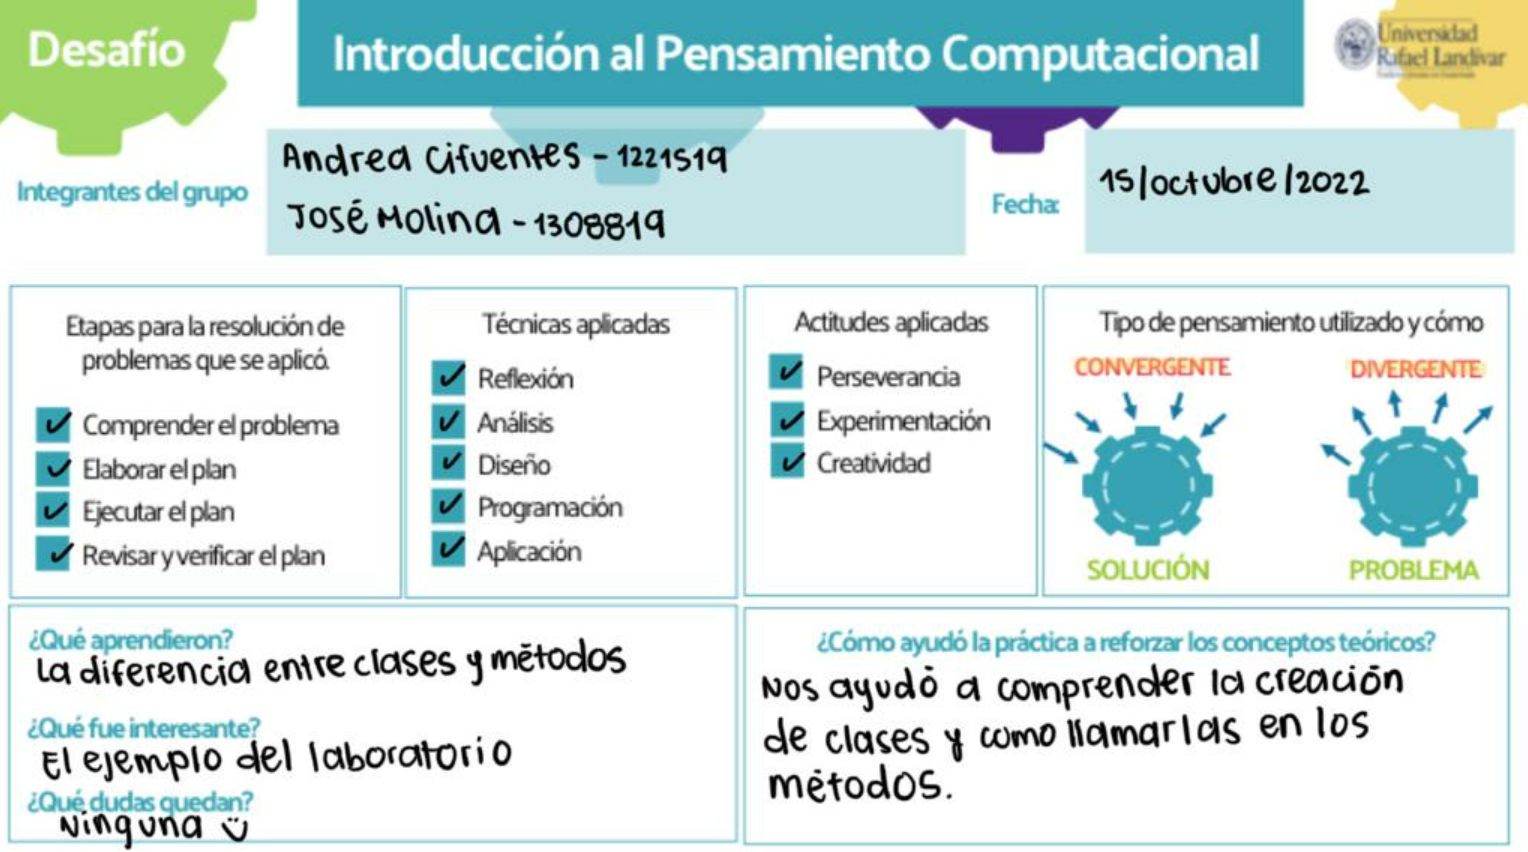 Desafío
Introducción al Pensamiento Computacional
Universidad
Rafael Landívar
Integrantes del grupo
Andrea Cifuentes - 1221519
José Molina - 1308819
Fecha:
15/octubre/2022
Etapas para la resolución de
problemas que se aplicó.
Comprender el problema
Elaborar el plan
Ejecutar el plan
Revisar y verificar el plan
Técnicas aplicadas
Reflexión
Análisis
Diseño
Programación
Aplicación
Actitudes aplicadas
Perseverancia
Experimentación
Creatividad
Tipo de pensamiento utilizado y cómo
CONVERGENTE
DIVERGENTE
SOLUCIÓN
PROBLEMA
¿Qué aprendieron?
La diferencia entre clases y métodos
¿Qué fue interesante?
El ejemplo del laboratorio
¿Qué dudas quedan?
Ninguna
¿Cómo ayudó la práctica a reforzar los conceptos teóricos?
Nos ayudó a comprender la creación
de clases y como llamarlas en los
métodos.